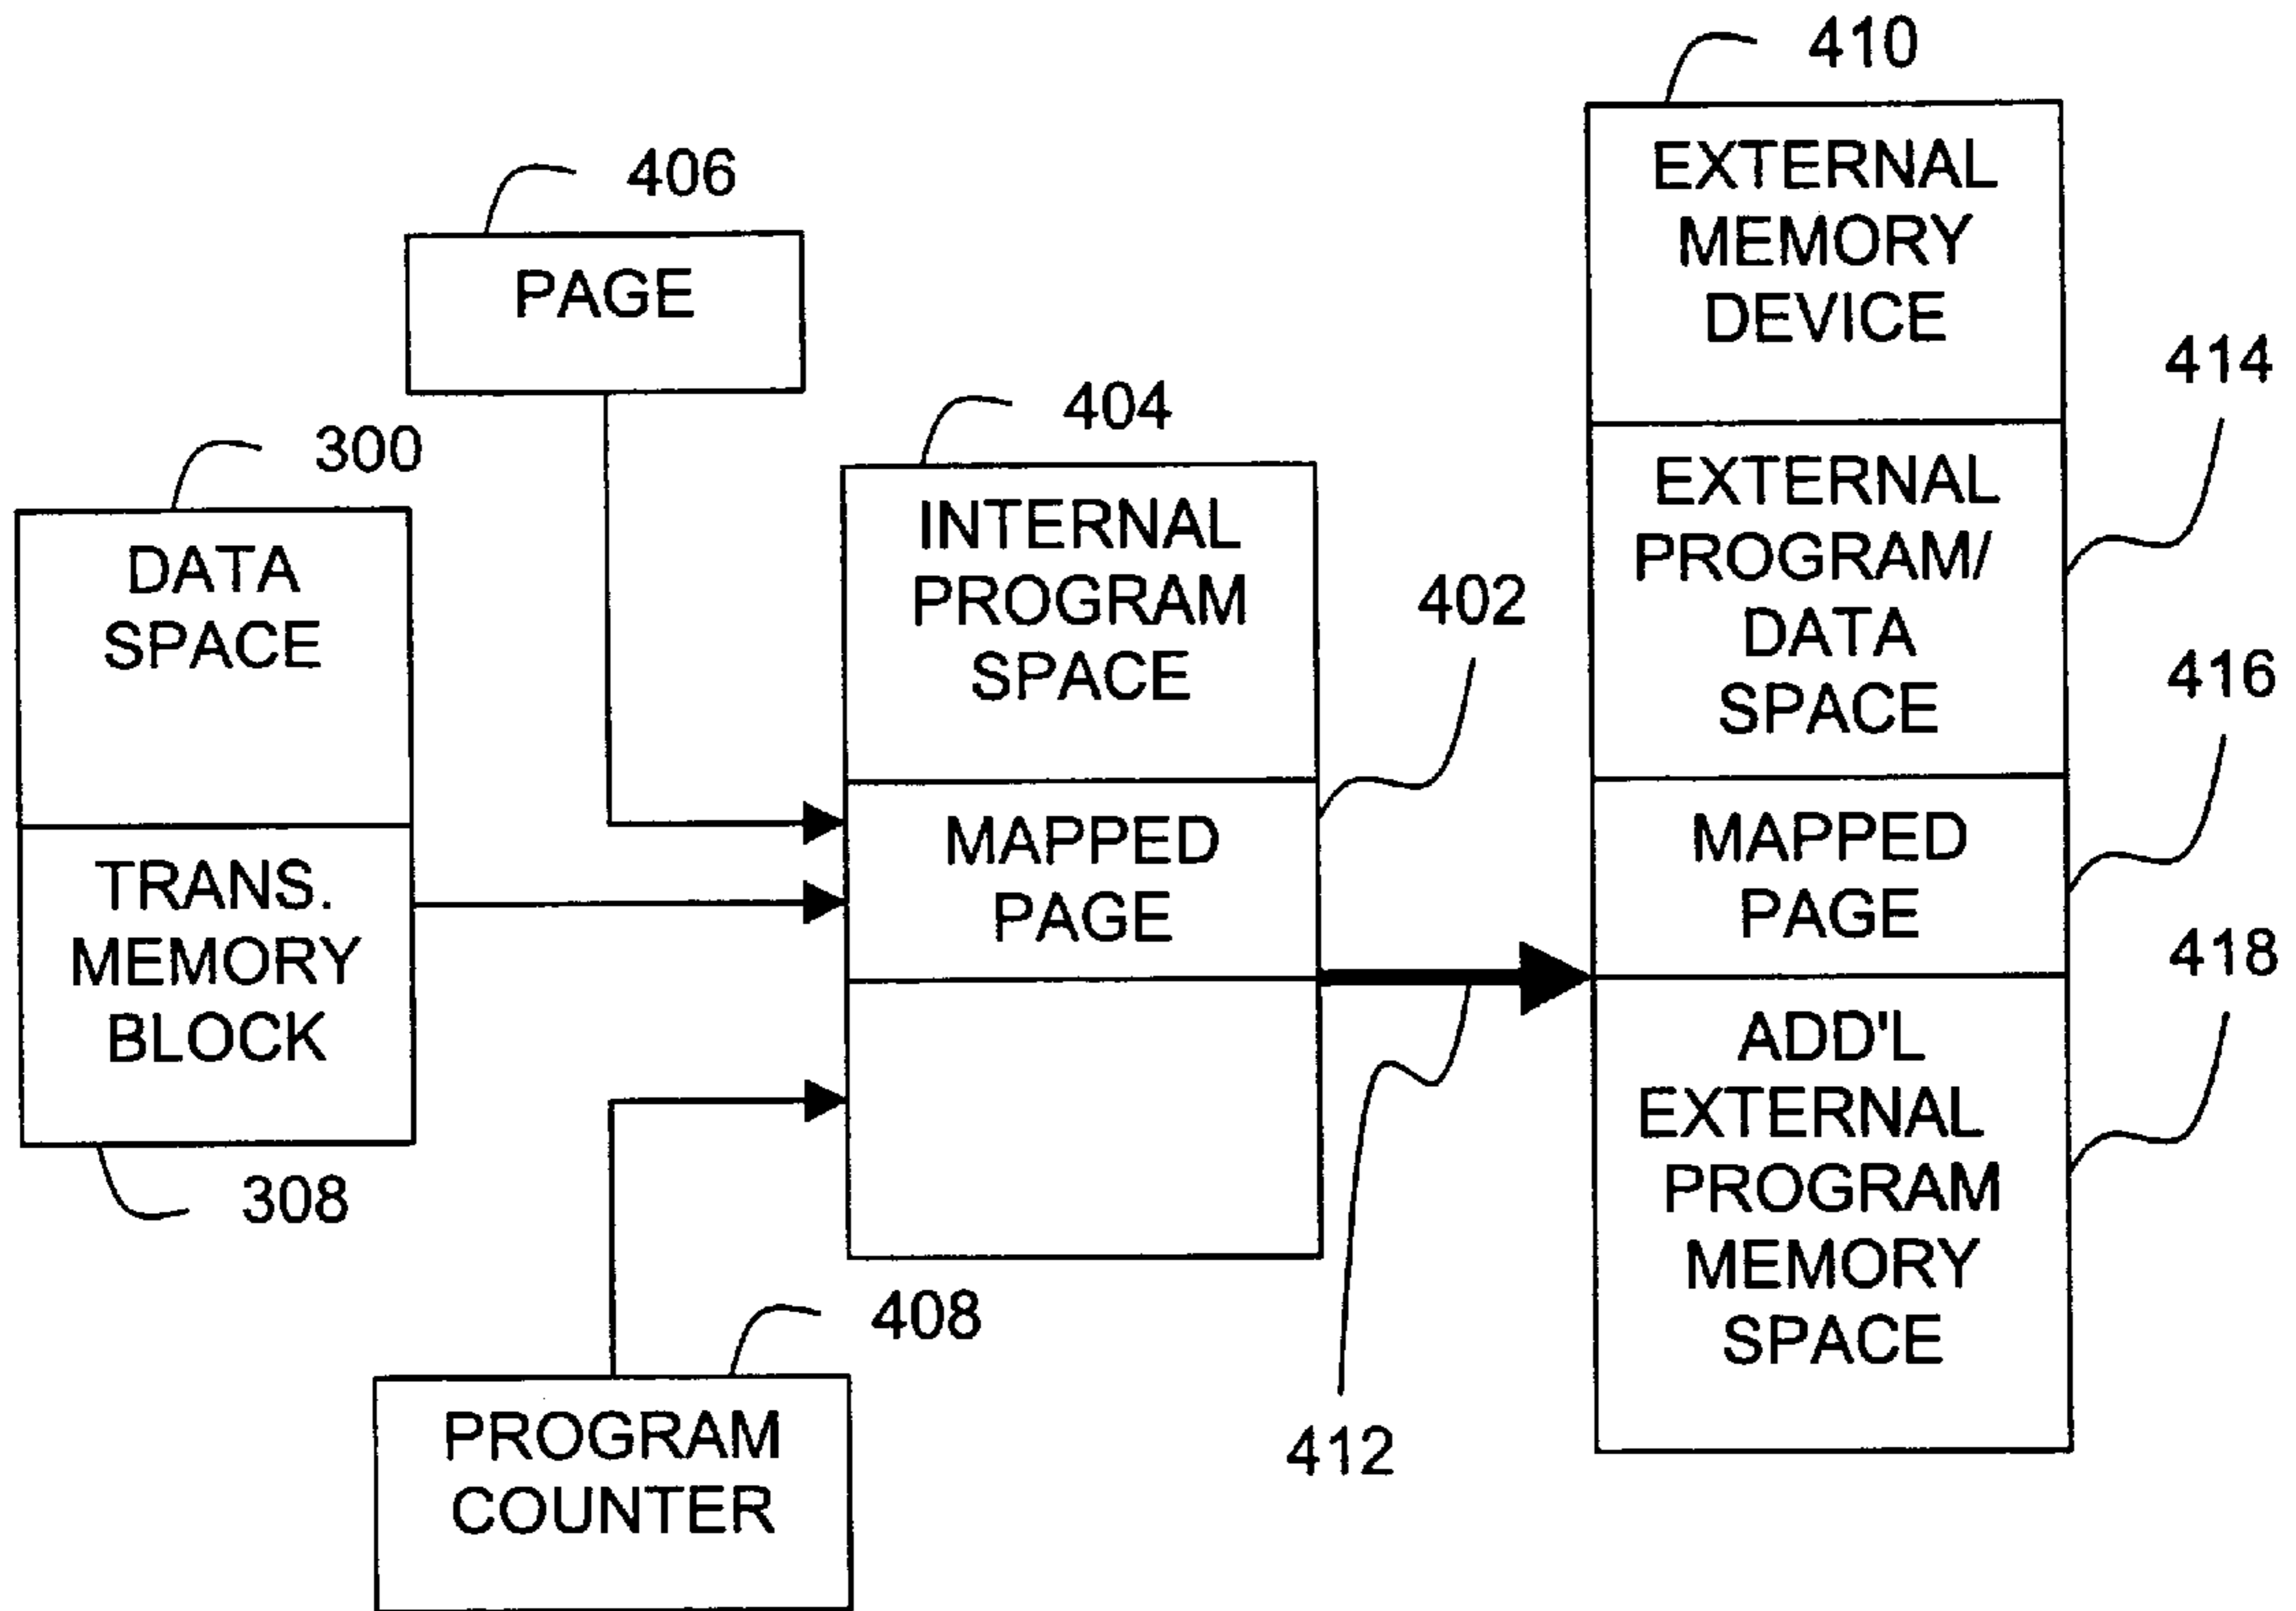 410
EXTERNAL
MEMORY
DEVICE
406
PAGE
414
404
300
EXTERNAL
PROGRAM/
DATA
SPACE
INTERNAL
PROGRAM
SPACE
DATA
SPACE
402
416
MAPPED
PAGE
MAPPED
PAGE
TRANS.
MEMORY
BLOCK
418
ADD'L
EXTERNAL
PROGRAM
MEMORY
SPACE
308
408
412
PROGRAM
COUNTER